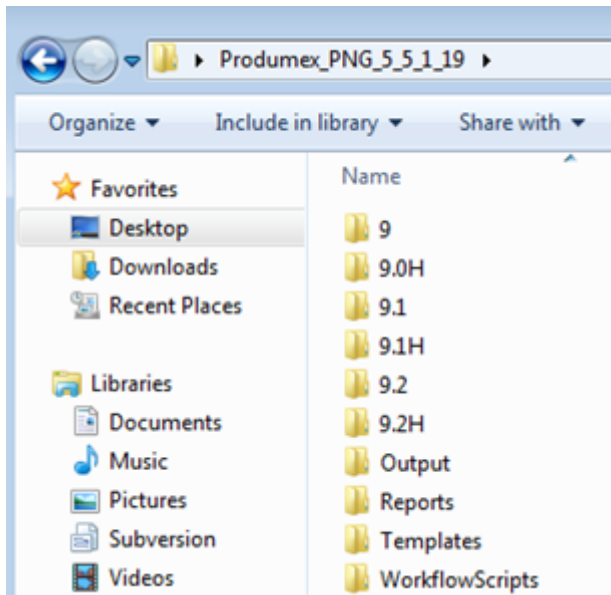 Produmex_PNG_5_5_1_19
Organize Include in library Share with
Favorites
Desktop
Downloads
Recent Places
Libraries
Documents
Music
Pictures
Subversion
Videos
Name
9
9.0H
9.1
9.1H
9.2
9.2H
Output
Reports
Templates
WorkflowScripts